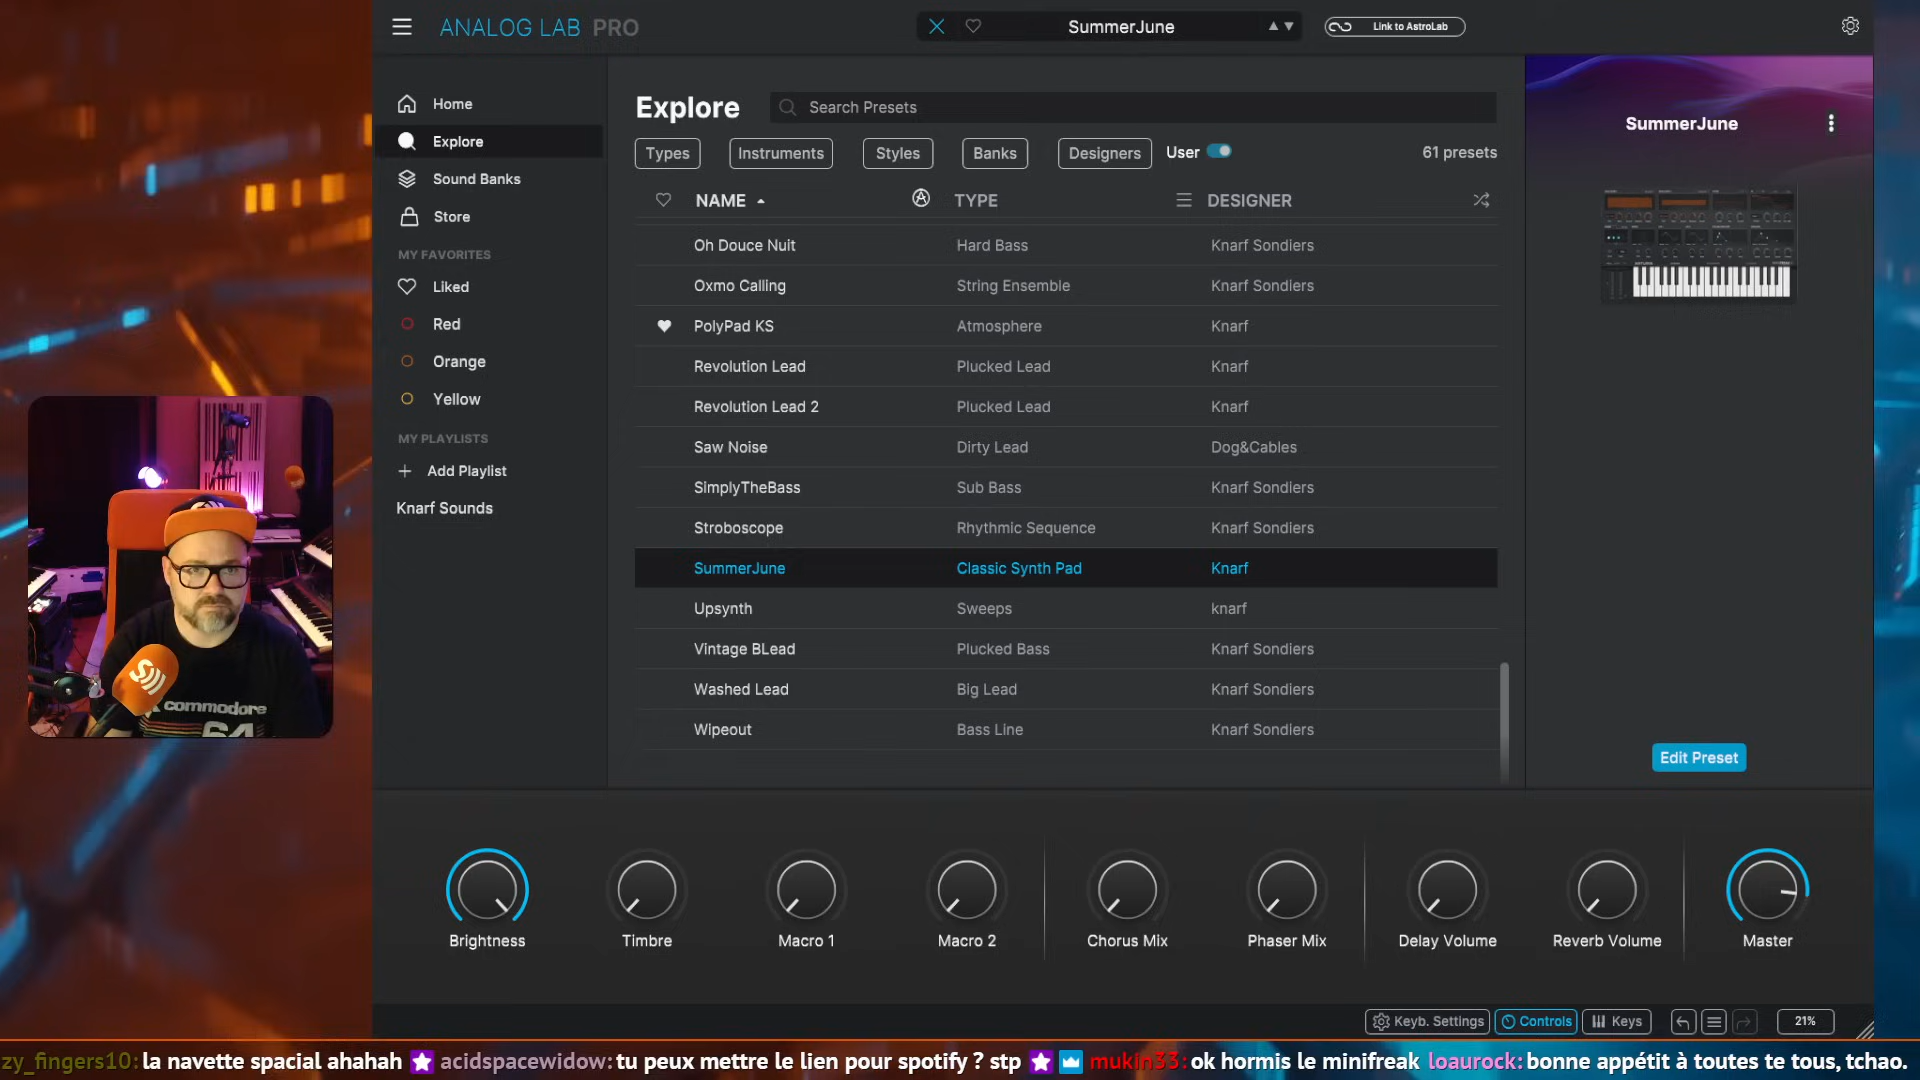 ANALOG LAB PRO
SummerJune
Link to AstroLab
Home
Explore
Sound Banks
Store
MY FAVORITES
Liked
Red
Orange
Yellow
MY PLAYLISTS
Add Playlist
Knarf Sounds
Explore
Search Presets
Types Instruments Styles Banks Designers User 61 presets
NAME TYPE DESIGNER
Oh Douce Nuit Hard Bass Knarf Sondiers
Oxmo Calling String Ensemble Knarf Sondiers
PolyPad KS Atmosphere Knarf
Revolution Lead Plucked Lead Knarf
Revolution Lead 2 Plucked Lead Knarf
Saw Noise Dirty Lead Dog&Cables
SimplyTheBass Sub Bass Knarf Sondiers
Stroboscope Rhythmic Sequence Knarf Sondiers
SummerJune Classic Synth Pad Knarf
Upsynth Sweeps knarf
Vintage BLead Plucked Bass Knarf Sondiers
Washed Lead Big Lead Knarf Sondiers
Wipeout Bass Line Knarf Sondiers
SummerJune
Edit Preset
commodore
64
Brightness Timbre Macro 1 Macro 2 Chorus Mix Phaser Mix Delay Volume Reverb Volume Master
Keyb. Settings Controls Keys 21%
zy_fingers10: la navette spacial ahahah acidspacewidow: tu peux mettre le lien pour spotify ? stp mukin33: ok hormis le minifreak loaurock: bonne appétit à toutes te tous, tchao.